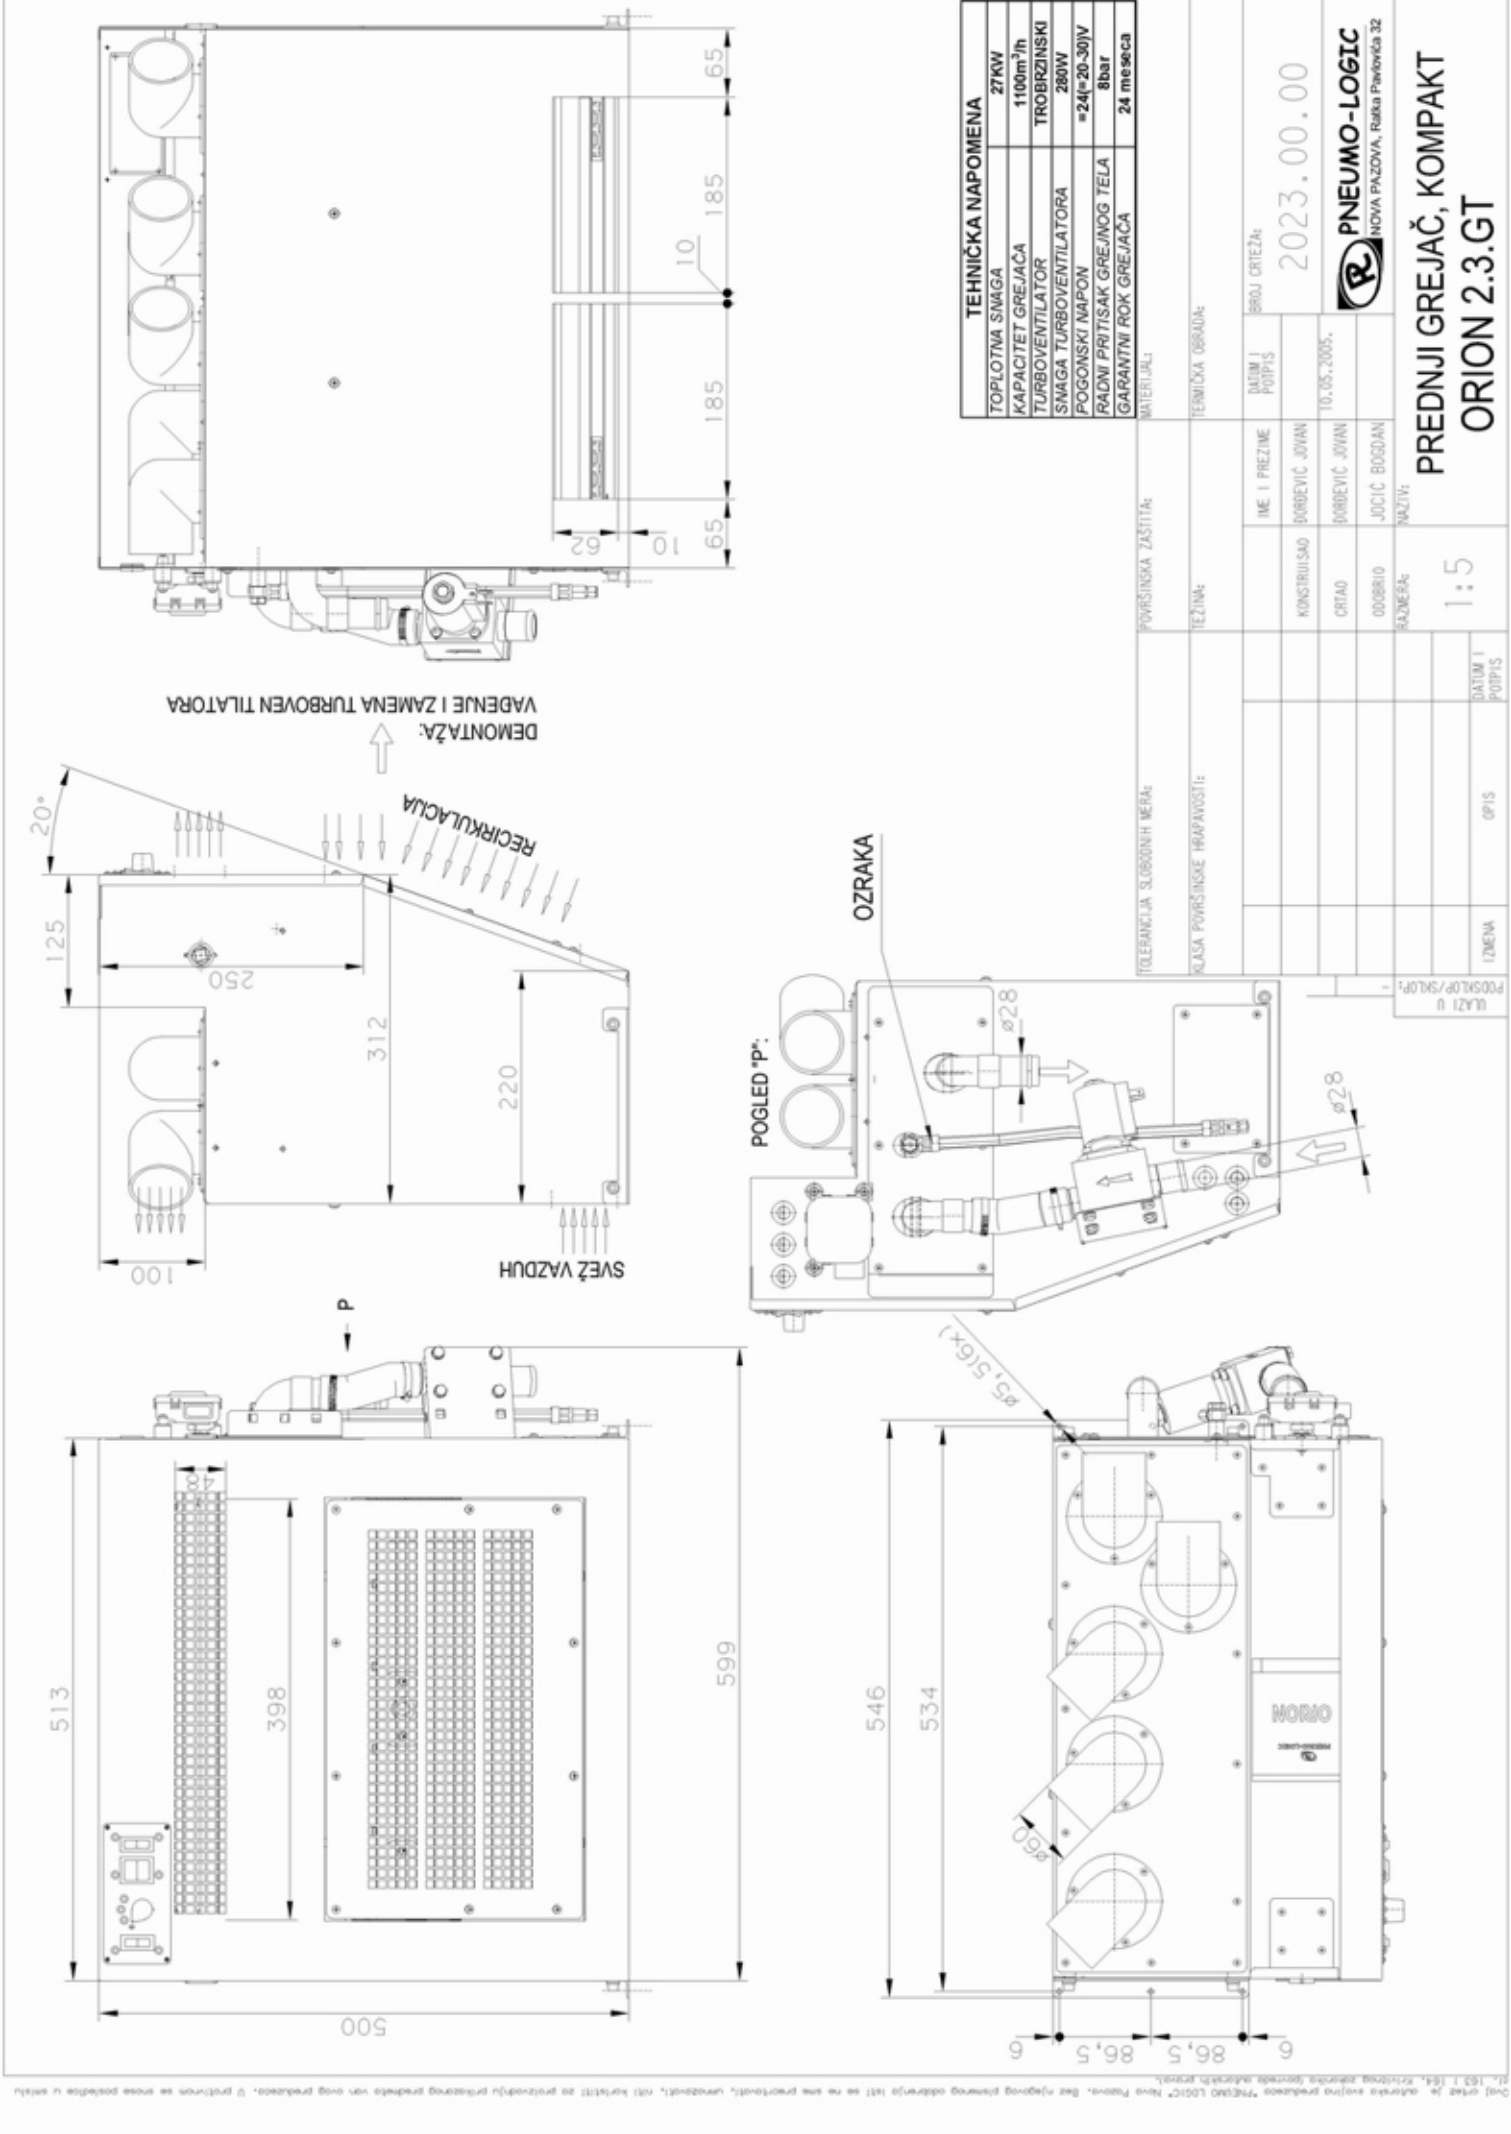 513
48
398
500
599
P
20°
125
250
312
220
100
RECIRKULACIJA
SVEŽ VAZDUH
DEMONTAŽA:
VAĐENJE I ZAMENA TURBOVEN TILATORA
65
185
10
185
65
62
10
546
534
ø5,5(6x)
ø60
6
86,5
86,5
6
ORION
PNEUMO-LOGIC
POGLED "P":
OZRAKA
ø28
ø28
TEHNIČKA NAPOMENA
TOPLOTNA SNAGA 27KW
KAPACITET GREJAČA 1100m³/h
TURBOVENTILATOR TROBRZINSKI
SNAGA TURBOVENTILATORA 280W
POGONSKI NAPON =24(=20-30)V
RADNI PRITISAK GREJNOG TELA 8bar
GARANTNI ROK GREJAČA 24 meseca
TOLERANCIJA SLOBODNIH MERA: POVRŠINSKA ZAŠTITA: MATERIJAL:
KLASA POVRŠINSKE HRAPAVOSTI: TEŽINA: TERMIČKA OBRADA:
IME I PREZIME DATUM I POTPIS BROJ CRTEŽA:
2023.00.00
KONSTRUISAO ĐORĐEVIĆ JOVAN
CRTAO ĐORĐEVIĆ JOVAN 10.05.2005.
ODOBRIO JOCIĆ BOGDAN
PNEUMO-LOGIC
NOVA PAZOVA, Ratka Pavlovića 32
RAZMERA: NAZIV:
1:5
PREDNJI GREJAČ, KOMPAKT
ORION 2.3.GT
IZMENA OPIS DATUM I POTPIS
ULAZI U
PODSKLOP/SKLOP:
-